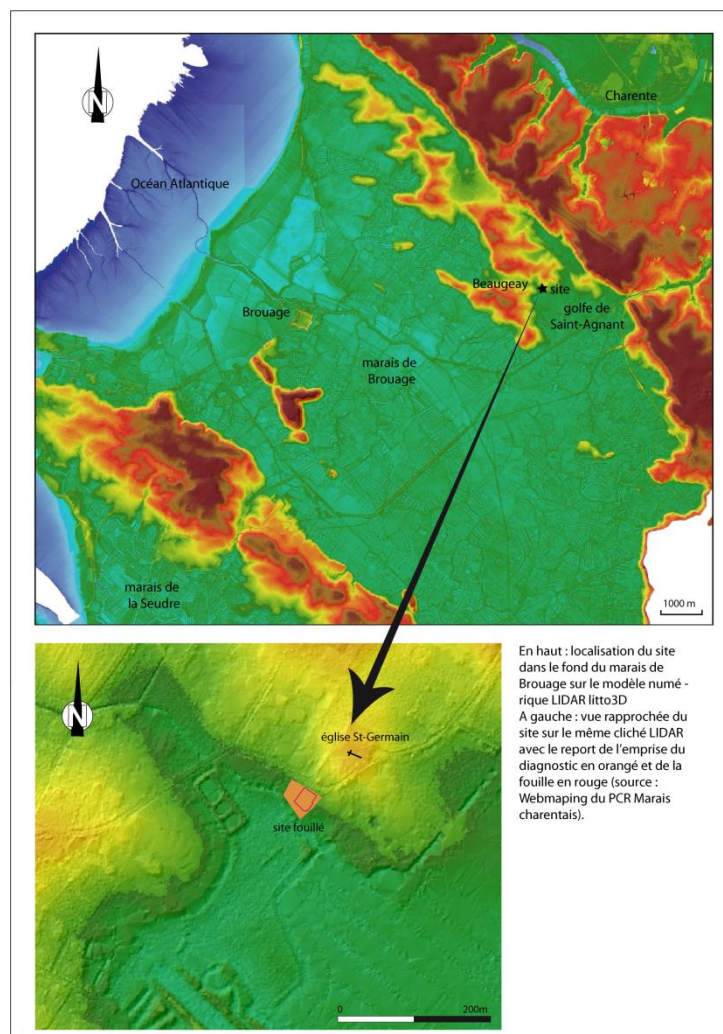 N
Charente
Océan Atlantique
Beaugeay
site
golfe de
Saint-Agnant
Brouage
marais de
Brouage
marais de
la Seudre
1000 m
N
église St-Germain
site fouillé
0 200m
En haut : localisation du site
dans le fond du marais de
Brouage sur le modèle numé -
rique LIDAR litto3D
A gauche : vue rapprochée du
site sur le même cliché LIDAR
avec le report de l'emprise du
diagnostic en orangé et de la
fouille en rouge (source :
Webmaping du PCR Marais
charentais).